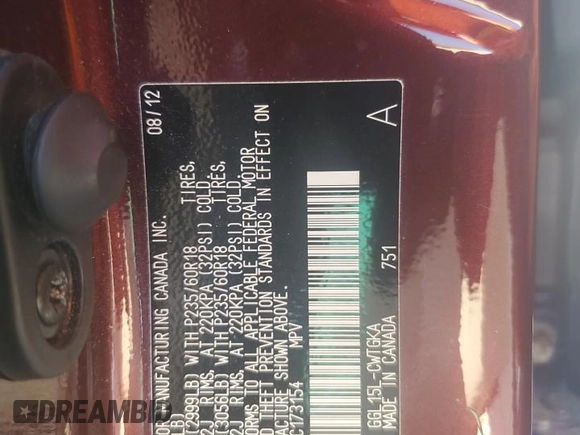 08/12
MANUFACTURING CANADA INC.
(2999LB) WITH P235/60R18 TIRES,
RIMS, AT 220KPA (32PSI) COLD.
(3056LB) WITH P235/60R18 TIRES,
RIMS, AT 220KPA (32PSI) COLD.
TO ALL APPLICABLE FEDERAL MOTOR
THEFT PREVENTION STANDARDS IN EFFECT ON
SHOWN ABOVE.
C173154 MPV
A
GGL15L-CWTGKA 751
MADE IN CANADA
DREAMBID